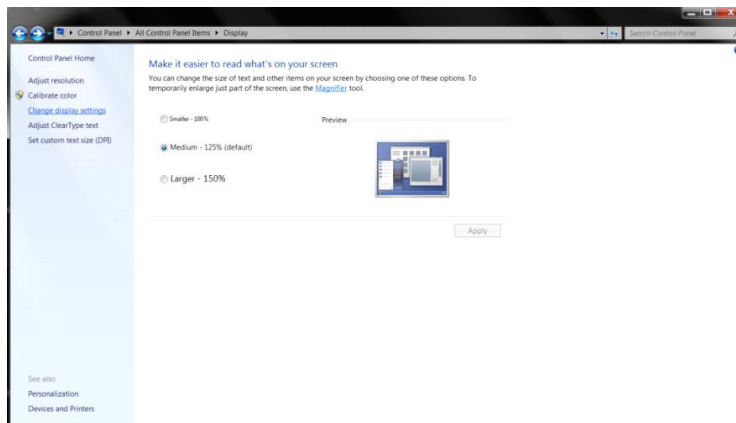 Control Panel ▸ All Control Panel Items ▸ Display
Search Control Panel
Control Panel Home
Adjust resolution
Calibrate color
Change display settings
Adjust ClearType text
Set custom text size (DPI)
Make it easier to read what's on your screen
You can change the size of text and other items on your screen by choosing one of these options. To
temporarily enlarge just part of the screen, use the Magnifier tool.
Smaller - 100%
Preview
Medium - 125% (default)
Larger - 150%
Apply
See also
Personalization
Devices and Printers